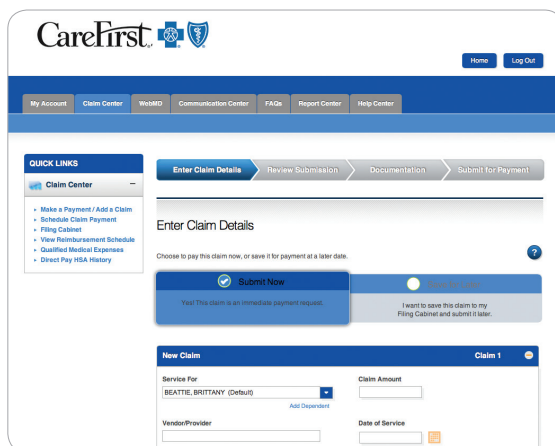 CareFirst
Home Log Out
My Account Claim Center WebMD Communication Center FAQs Report Center Help Center
QUICK LINKS
Claim Center
Make a Payment / Add a Claim
Schedule Claim Payment
Filing Cabinet
View Reimbursement Schedule
Qualified Medical Expenses
Direct Pay HSA History
Enter Claim Details Review Submission Documentation Submit for Payment
Enter Claim Details
Choose to pay this claim now, or save it for payment at a later date.
?
Submit Now
Yes! This claim is an immediate payment request.
I want to save this claim to my
Filing Cabinet and submit it later.
New Claim Claim 1
Service For Claim Amount
BEATTIE, BRITTANY (Default)
Add Dependent
Vendor/Provider Date of Service